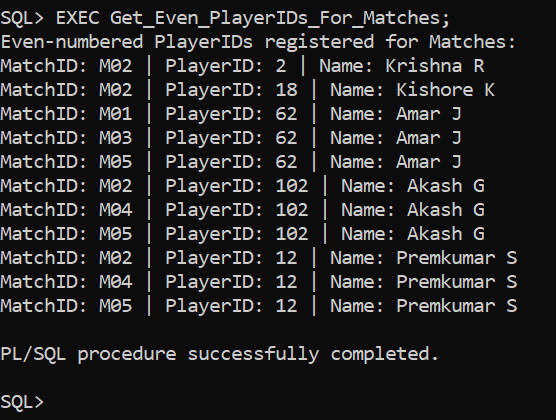 SQL> EXEC Get_Even_PlayerIDs_For_Matches;
Even-numbered PlayerIDs registered for Matches:
MatchID: M02 | PlayerID: 2 | Name: Krishna R
MatchID: M02 | PlayerID: 18 | Name: Kishore K
MatchID: M01 | PlayerID: 62 | Name: Amar J
MatchID: M03 | PlayerID: 62 | Name: Amar J
MatchID: M05 | PlayerID: 62 | Name: Amar J
MatchID: M02 | PlayerID: 102 | Name: Akash G
MatchID: M04 | PlayerID: 102 | Name: Akash G
MatchID: M05 | PlayerID: 102 | Name: Akash G
MatchID: M02 | PlayerID: 12 | Name: Premkumar S
MatchID: M04 | PlayerID: 12 | Name: Premkumar S
MatchID: M05 | PlayerID: 12 | Name: Premkumar S
PL/SQL procedure successfully completed.
SQL>